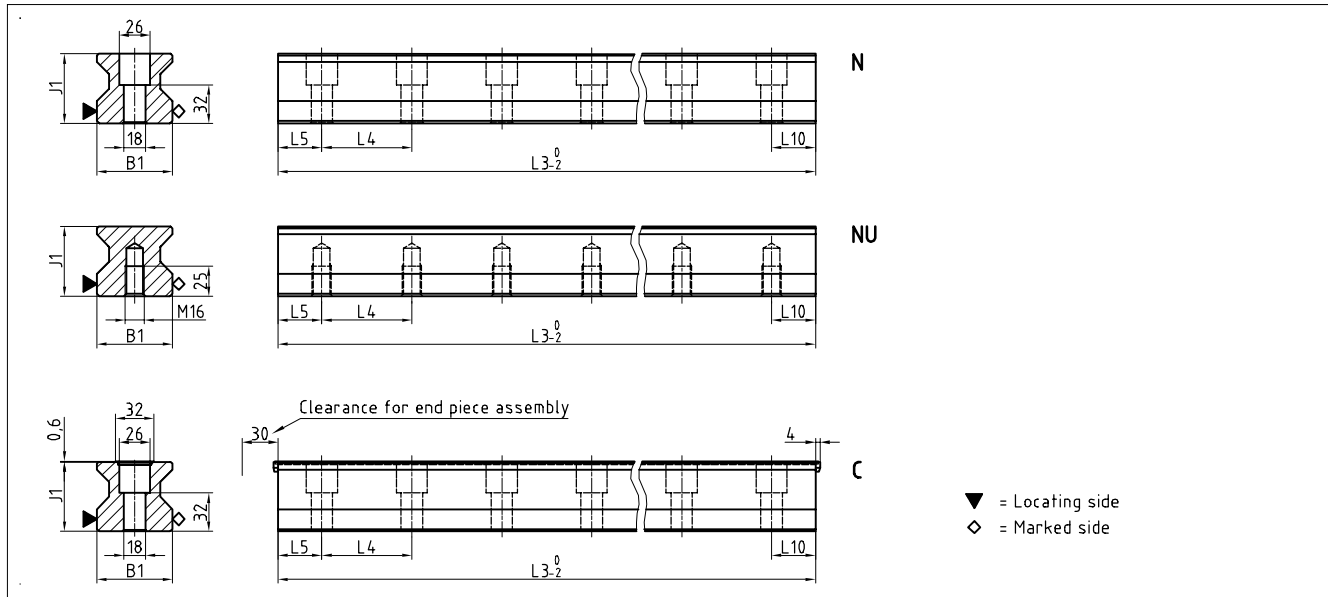 26
N
J1
32
18
B1
L5
L4
L10
L3-2 0
NU
J1
25
M16
B1
L5
L4
L10
L3-2 0
Clearance for end piece assembly
32
26
0,6
30
4
C
J1
32
18
B1
L5
L4
L10
L3-2 0
= Locating side
= Marked side